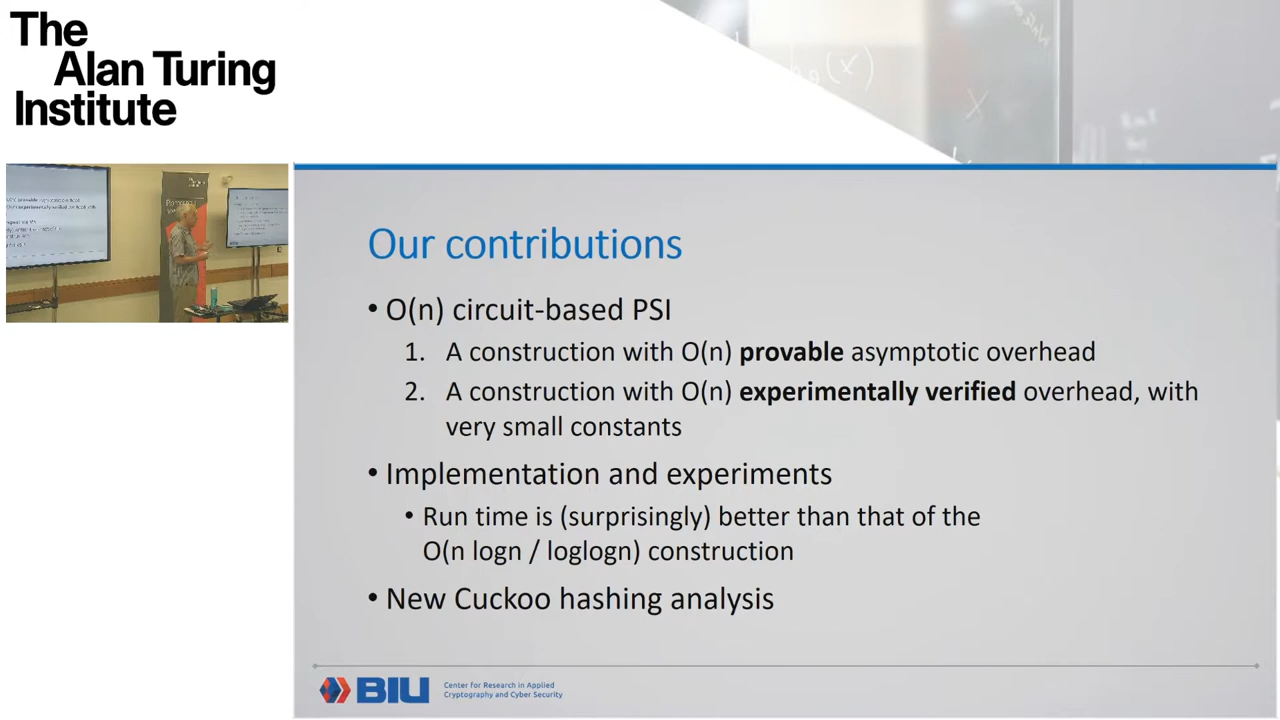 The
Alan Turing
Institute
Our contributions
• O(n) circuit-based PSI
1. A construction with O(n) provable asymptotic overhead
2. A construction with O(n) experimentally verified overhead, with
very small constants
• Implementation and experiments
• Run time is (surprisingly) better than that of the
O(n logn / loglogn) construction
• New Cuckoo hashing analysis
BIU
Center for Research in Applied
Cryptography and Cyber Security